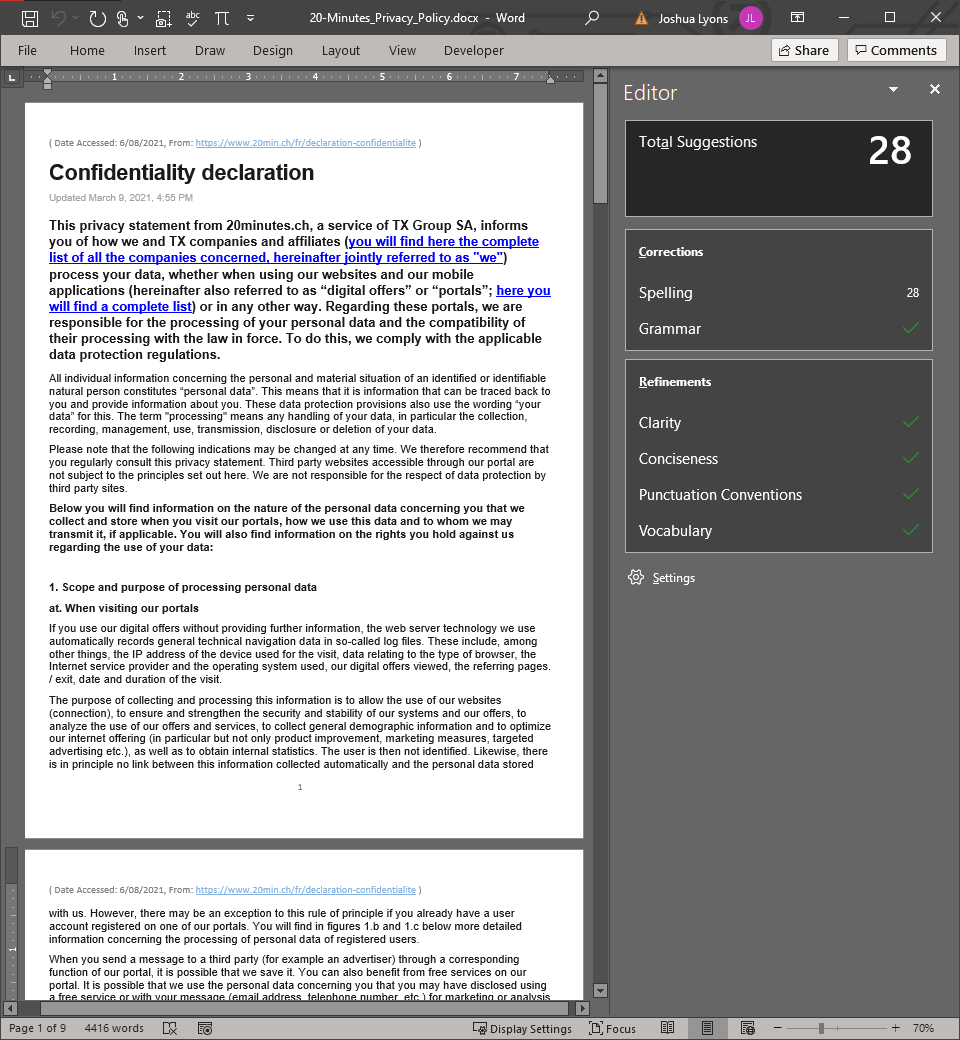 abc
20-Minutes_Privacy_Policy.docx - Word
Joshua Lyons
JL
File Home Insert Draw Design Layout View Developer
Share
Comments
1 2 3 4 5 6 7
Editor
( Date Accessed: 6/08/2021, From: https://www.20min.ch/fr/declaration-confidentialite )
Confidentiality declaration
Updated March 9, 2021, 4:55 PM
This privacy statement from 20minutes.ch, a service of TX Group SA, informs
you of how we and TX companies and affiliates (you will find here the complete
list of all the companies concerned, hereinafter jointly referred to as "we")
process your data, whether when using our websites and our mobile
applications (hereinafter also referred to as “digital offers” or “portals”; here you
will find a complete list) or in any other way. Regarding these portals, we are
responsible for the processing of your personal data and the compatibility of
their processing with the law in force. To do this, we comply with the applicable
data protection regulations.
All individual information concerning the personal and material situation of an identified or identifiable
natural person constitutes “personal data”. This means that it is information that can be traced back to
you and provide information about you. These data protection provisions also use the wording “your
data” for this. The term "processing" means any handling of your data, in particular the collection,
recording, management, use, transmission, disclosure or deletion of your data.
Please note that the following indications may be changed at any time. We therefore recommend that
you regularly consult this privacy statement. Third party websites accessible through our portal are
not subject to the principles set out here. We are not responsible for the respect of data protection by
third party sites.
Below you will find information on the nature of the personal data concerning you that we
collect and store when you visit our portals, how we use this data and to whom we may
transmit it, if applicable. You will also find information on the rights you hold against us
regarding the use of your data:
1. Scope and purpose of processing personal data
at. When visiting our portals
If you use our digital offers without providing further information, the web server technology we use
automatically records general technical navigation data in so-called log files. These include, among
other things, the IP address of the device used for the visit, data relating to the type of browser, the
Internet service provider and the operating system used, our digital offers viewed, the referring pages.
/ exit, date and duration of the visit.
The purpose of collecting and processing this information is to allow the use of our websites
(connection), to ensure and strengthen the security and stability of our systems and our offers, to
analyze the use of our offers and services, to collect general demographic information and to optimize
our internet offering (in particular but not only product improvement, marketing measures, targeted
advertising etc.), as well as to obtain internal statistics. The user is then not identified. Likewise, there
is in principle no link between this information collected automatically and the personal data stored
1
( Date Accessed: 6/08/2021, From: https://www.20min.ch/fr/declaration-confidentialite )
with us. However, there may be an exception to this rule of principle if you already have a user
account registered on one of our portals. You will find in figures 1.b and 1.c below more detailed
information concerning the processing of personal data of registered users.
When you send a message to a third party (for example an advertiser) through a corresponding
function of our portal, it is possible that we save it. You can also benefit from free services on our
portal. It is possible that we use the personal data concerning you that you may have disclosed using
a free service or with your message (email address, telephone number, etc.) for marketing or analysis
1
Total Suggestions
28
Corrections
Spelling 28
Grammar
Refinements
Clarity
Conciseness
Punctuation Conventions
Vocabulary
Settings
Page 1 of 9 4416 words
Display Settings Focus
70%